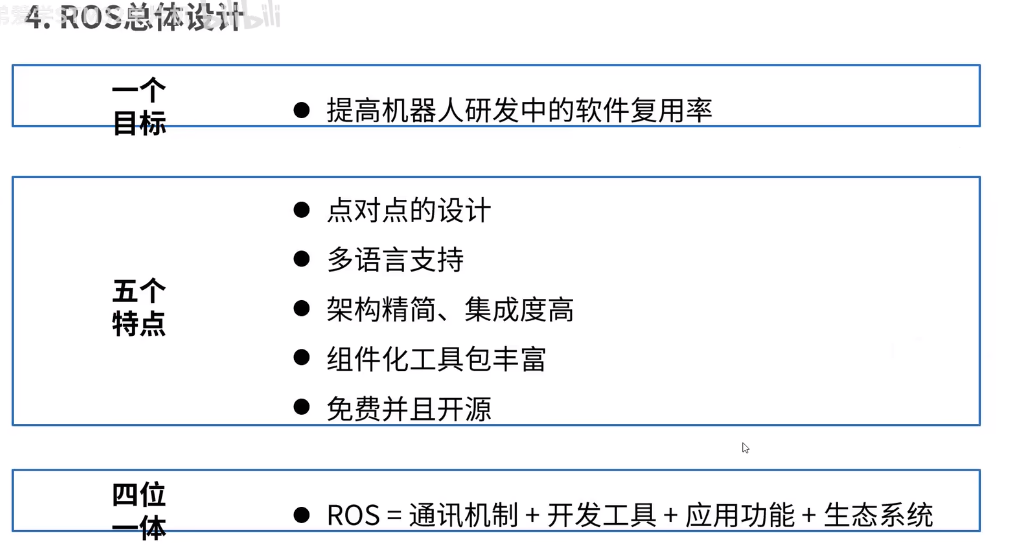 4. ROS总体设计
一个
目标
● 提高机器人研发中的软件复用率
五个
特点
● 点对点的设计
● 多语言支持
● 架构精简、集成度高
● 组件化工具包丰富
● 免费并且开源
四位
一体
● ROS = 通讯机制 + 开发工具 + 应用功能 + 生态系统